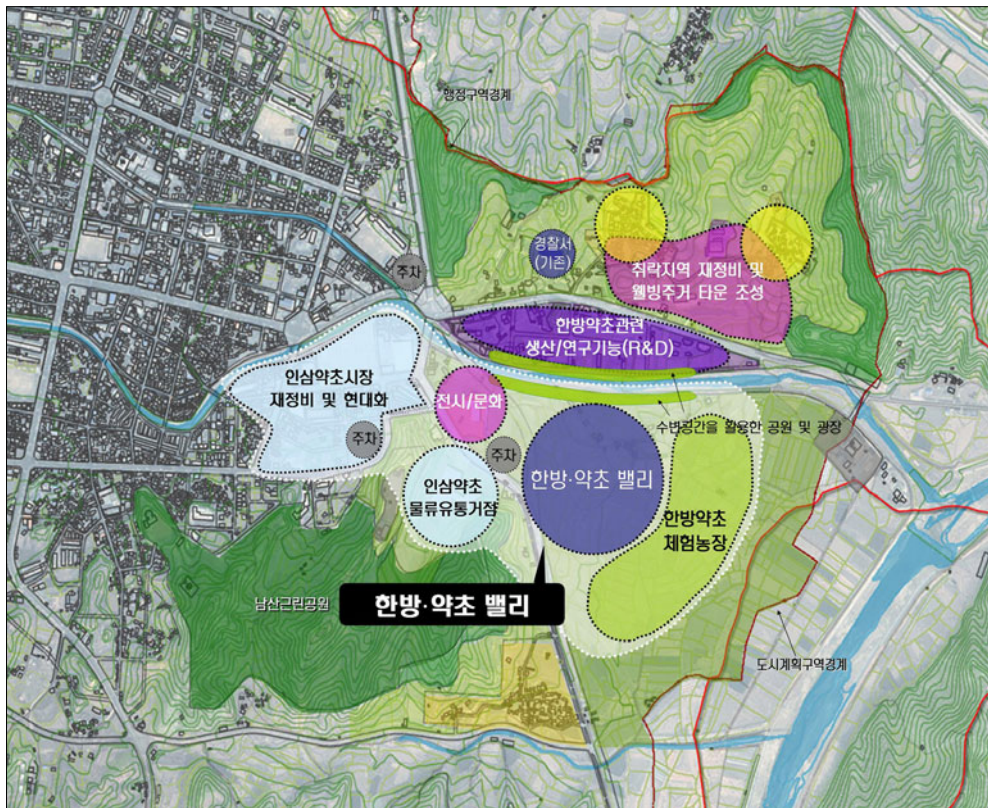 행정구역경계
경찰서
(기존)
주차
취락지역 재정비 및
웰빙주거 타운 조성
한방약초관련
생산/연구기능(R&D)
인삼약초시장
재정비 및 현대화
전시/문화
수변공간을 활용한 공원 및 광장
주차
주차
인삼약초
물류유통거점
한방·약초 밸리
한방약초
체험농장
한방·약초 밸리
남산근린공원
도시계획구역경계